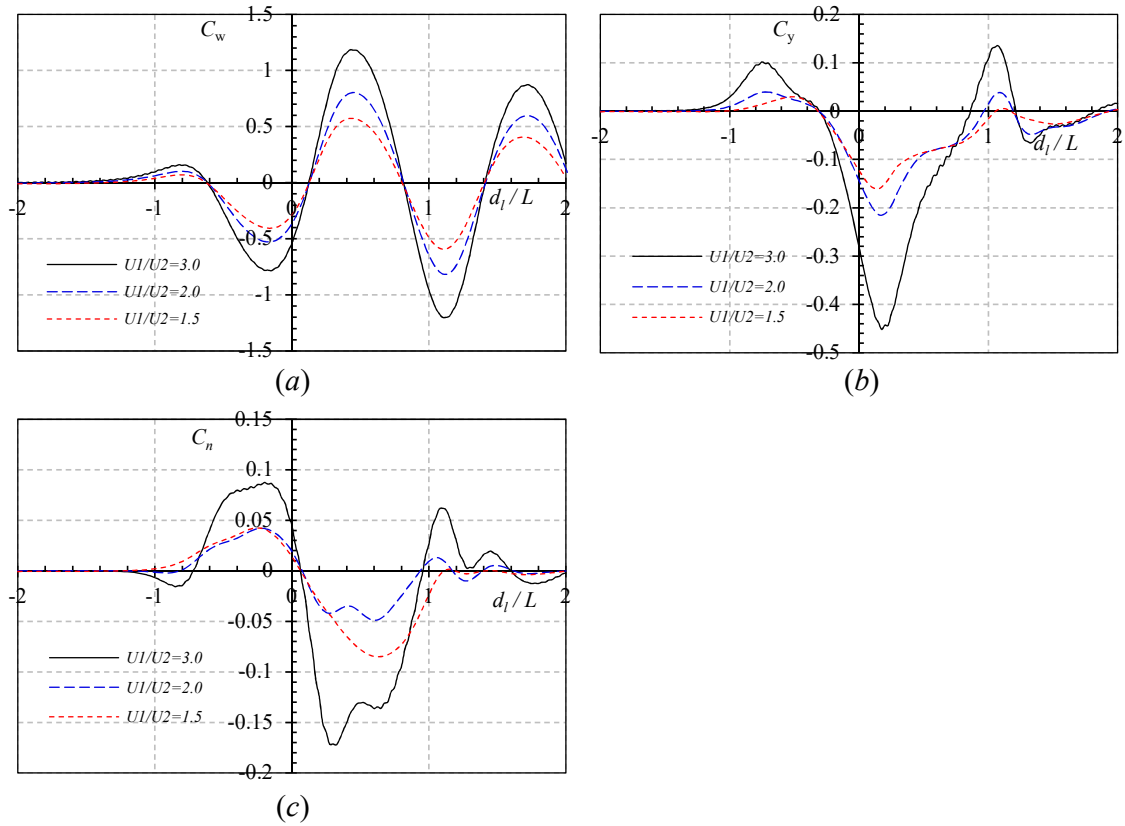 1.5
C_w
1
0.5
0
-2
-1
0
1
2
d_l / L
-0.5
-1
-1.5
U1/U2=3.0
U1/U2=2.0
U1/U2=1.5
(a)
0.2
C_y
0.1
0
-2
-1
0
1
2
d_l / L
-0.1
-0.2
-0.3
-0.4
-0.5
U1/U2=3.0
U1/U2=2.0
U1/U2=1.5
(b)
0.15
C_n
0.1
0.05
0
-2
-1
0
1
2
d_l / L
-0.05
-0.1
-0.15
-0.2
U1/U2=3.0
U1/U2=2.0
U1/U2=1.5
(c)